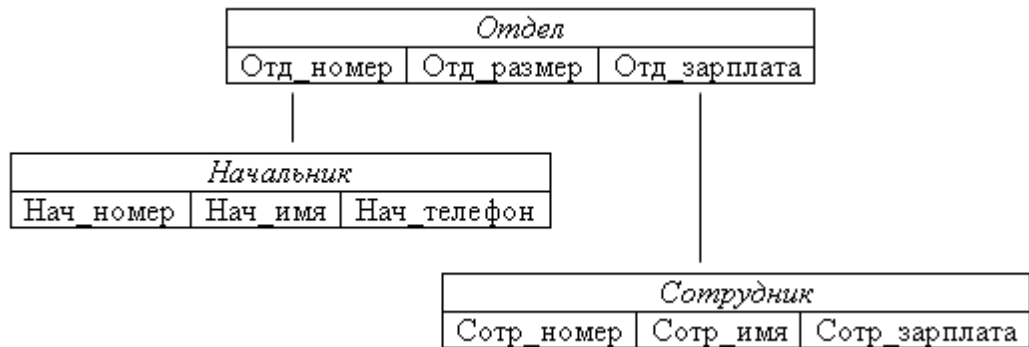 Отдел
Отд_номер Отд_размер Отд_зарплата
Начальник
Нач_номер Нач_имя Нач_телефон
Сотрудник
Сотр_номер Сотр_имя Сотр_зарплата